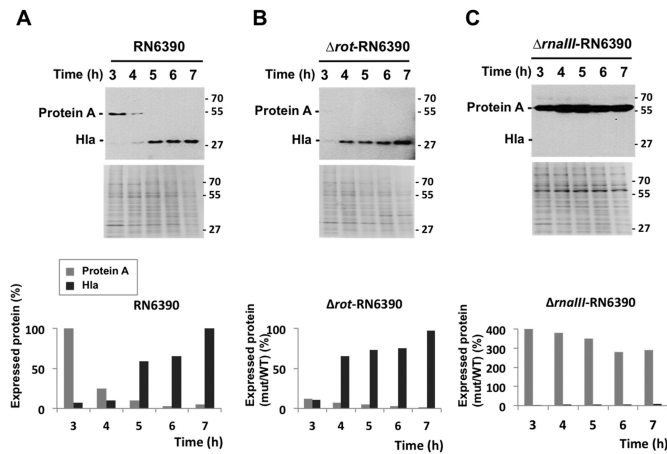 A
RN6390
Time (h) 3 4 5 6 7
Protein A
Hla
70
55
27
70
55
27
B
Δrot-RN6390
Time (h) 3 4 5 6 7
Protein A
Hla
70
55
27
70
55
27
C
ΔrnaIII-RN6390
Time (h) 3 4 5 6 7
Protein A
Hla
70
55
27
70
55
27
Protein A
Hla
RN6390
Expressed protein (%)
100
50
0
3 4 5 6 7
Time (h)
Δrot-RN6390
Expressed protein
(mut/WT) (%)
100
50
0
3 4 5 6 7
Time (h)
ΔrnaIII-RN6390
Expressed protein
(mut/WT) (%)
400
300
200
100
0
3 4 5 6 7
Time (h)